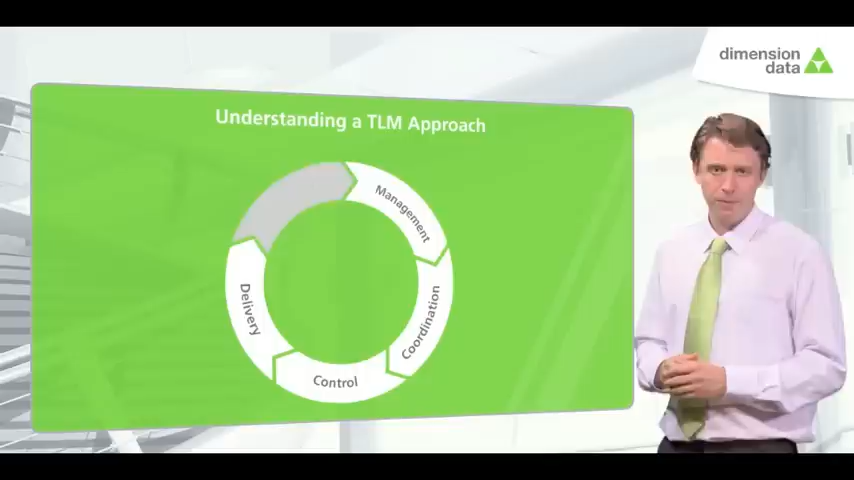 dimension
data
Understanding a TLM Approach
Management
Coordination
Control
Delivery